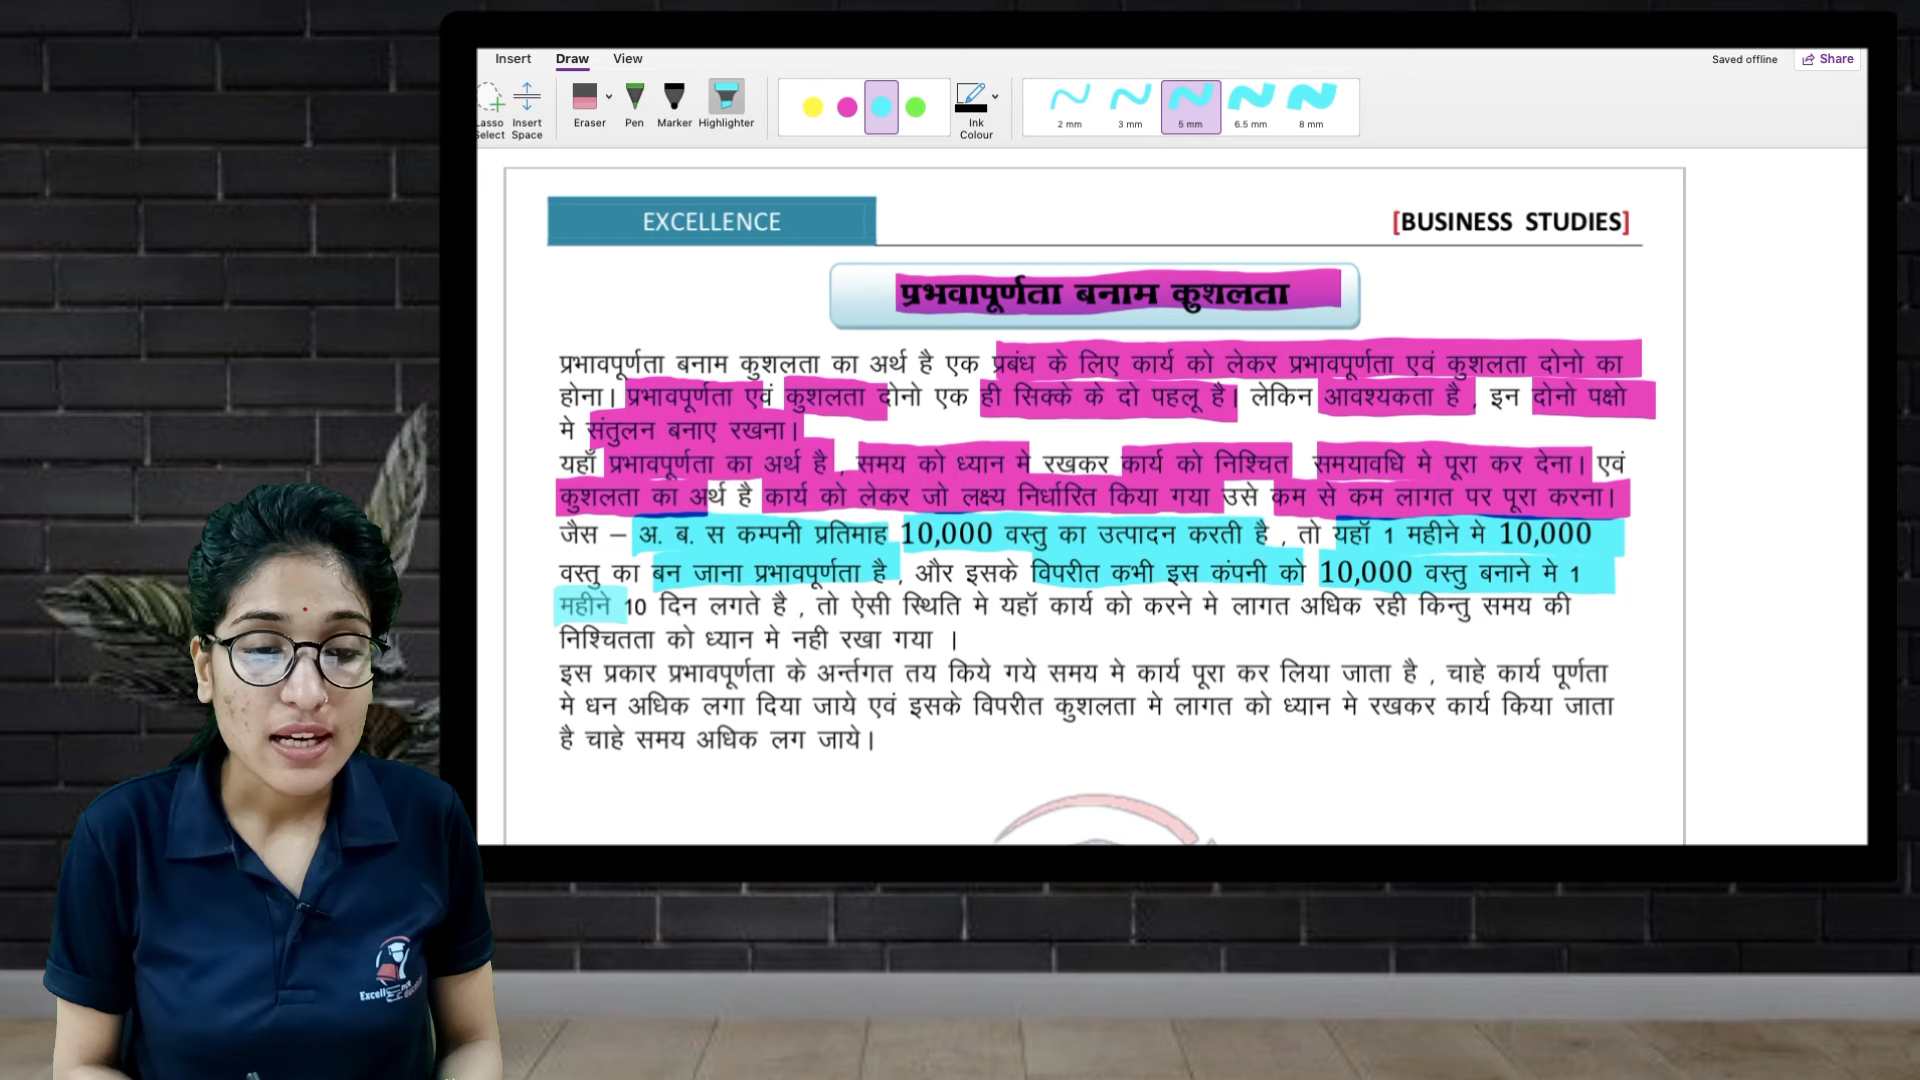 Insert Draw View
Saved offline Share
Lasso Select Insert Space Eraser Pen Marker Highlighter Ink Colour 2 mm 3 mm 5 mm 6.5 mm 8 mm
EXCELLENCE
[BUSINESS STUDIES]
प्रभवापूर्णता बनाम कुशलता
प्रभावपूर्णता बनाम कुशलता का अर्थ है एक प्रबंध के लिए कार्य को लेकर प्रभावपूर्णता एवं कुशलता दोनो का
होना। प्रभावपूर्णता एवं कुशलता दोनो एक ही सिक्के के दो पहलू है। लेकिन आवश्यकता है , इन दोनो पक्षो
मे संतुलन बनाए रखना।
यहाँ प्रभावपूर्णता का अर्थ है , समय को ध्यान मे रखकर कार्य को निश्चित समयावधि मे पूरा कर देना। एवं
कुशलता का अर्थ है कार्य को लेकर जो लक्ष्य निर्धारित किया गया उसे कम से कम लागत पर पूरा करना।
जैस – अ. ब. स कम्पनी प्रतिमाह 10,000 वस्तु का उत्पादन करती है , तो यहॉ 1 महीने मे 10,000
वस्तु का बन जाना प्रभावपूर्णता है , और इसके विपरीत कभी इस कंपनी को 10,000 वस्तु बनाने मे 1
महीने 10 दिन लगते है , तो ऐसी स्थिति मे यहॉ कार्य को करने मे लागत अधिक रही किन्तु समय की
निश्चितता को ध्यान मे नही रखा गया ।
इस प्रकार प्रभावपूर्णता के अर्न्तगत तय किये गये समय मे कार्य पूरा कर लिया जाता है , चाहे कार्य पूर्णता
मे धन अधिक लगा दिया जाये एवं इसके विपरीत कुशलता मे लागत को ध्यान मे रखकर कार्य किया जाता
है चाहे समय अधिक लग जाये।